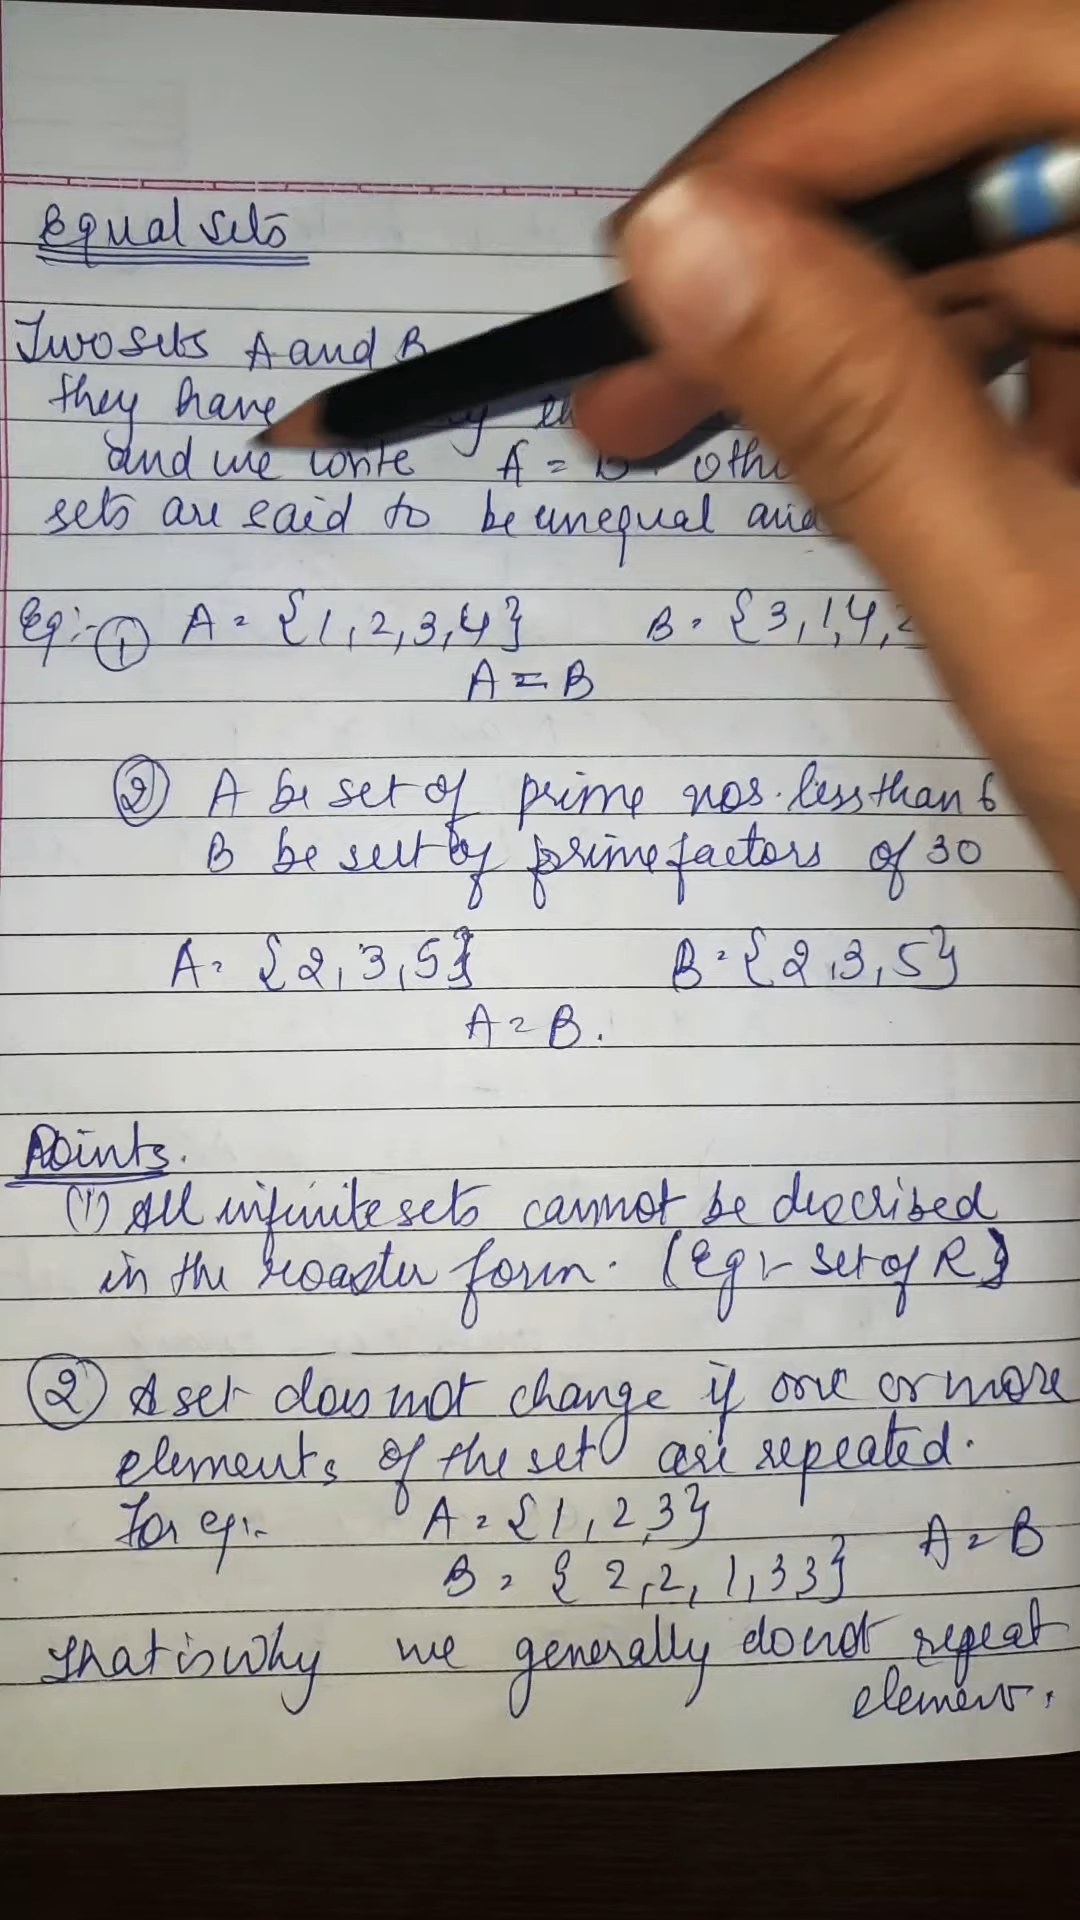 Equal Sets
Two sets A and B
they have
and we write A = B. othe
sets are said to be unequal and
Eg:- ① A = {1, 2, 3, 4} B = {3, 1, 4, 2
A = B
② A be set of prime nos. less than 6
B be set of prime factors of 30
A = {2, 3, 5} B = {2, 3, 5}
A = B.
Points.
(1) All infinite sets cannot be described
in the roaster form. (Eg:- set of R)
② A set does not change if one or more
elements of the set are repeated.
For eg:- A = {1, 2, 3} A = B
B = {2, 2, 1, 3 3}
That is why we generally do not repeat
element.